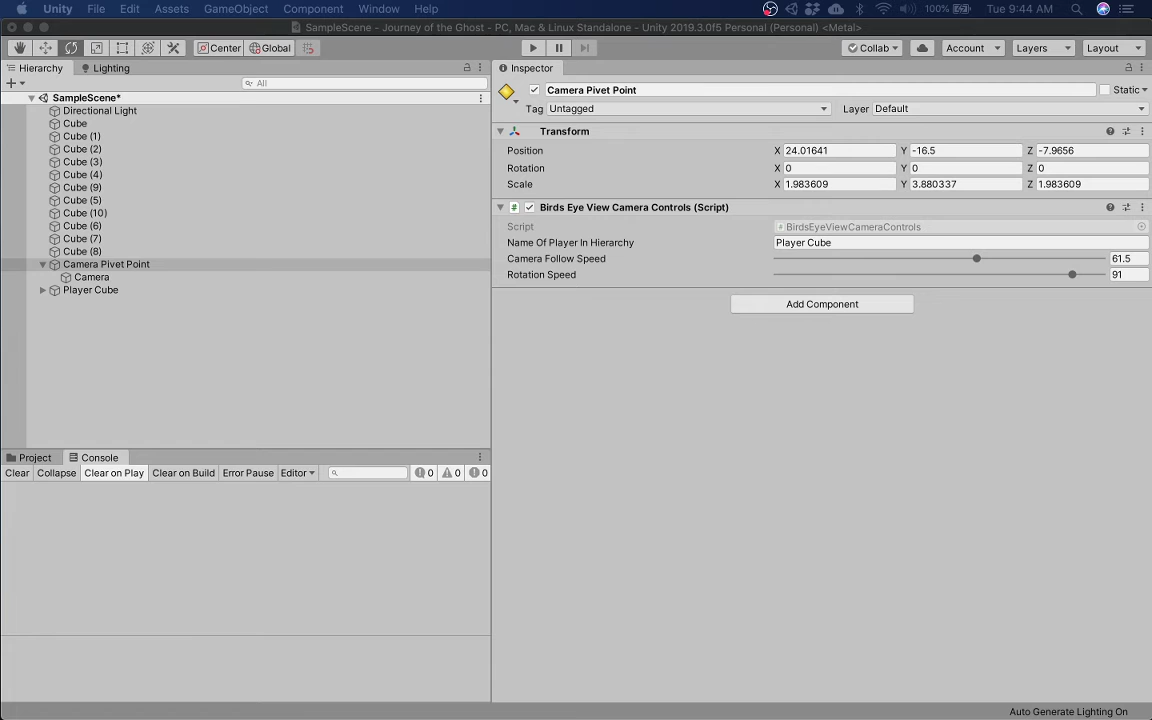 Unity File Edit Assets GameObject Component Window Help 100% Tue 9:44 AM
SampleScene - Journey of the Ghost - PC, Mac & Linux Standalone - Unity 2019.3.0f5 Personal (Personal) <Metal>
Center Global Collab Account Layers Layout
Hierarchy Lighting
All
SampleScene*
Directional Light
Cube
Cube (1)
Cube (2)
Cube (3)
Cube (4)
Cube (9)
Cube (5)
Cube (10)
Cube (6)
Cube (7)
Cube (8)
Camera Pivet Point
Camera
Player Cube
Project Console
Clear Collapse Clear on Play Clear on Build Error Pause Editor 0 0 0
Inspector
Camera Pivet Point Static
Tag Untagged Layer Default
Transform
Position X 24.01641 Y -16.5 Z -7.9656
Rotation X 0 Y 0 Z 0
Scale X 1.983609 Y 3.880337 Z 1.983609
# Birds Eye View Camera Controls (Script)
Script # BirdsEyeViewCameraControls
Name Of Player In Hierarchy Player Cube
Camera Follow Speed 61.5
Rotation Speed 91
Add Component
Auto Generate Lighting On